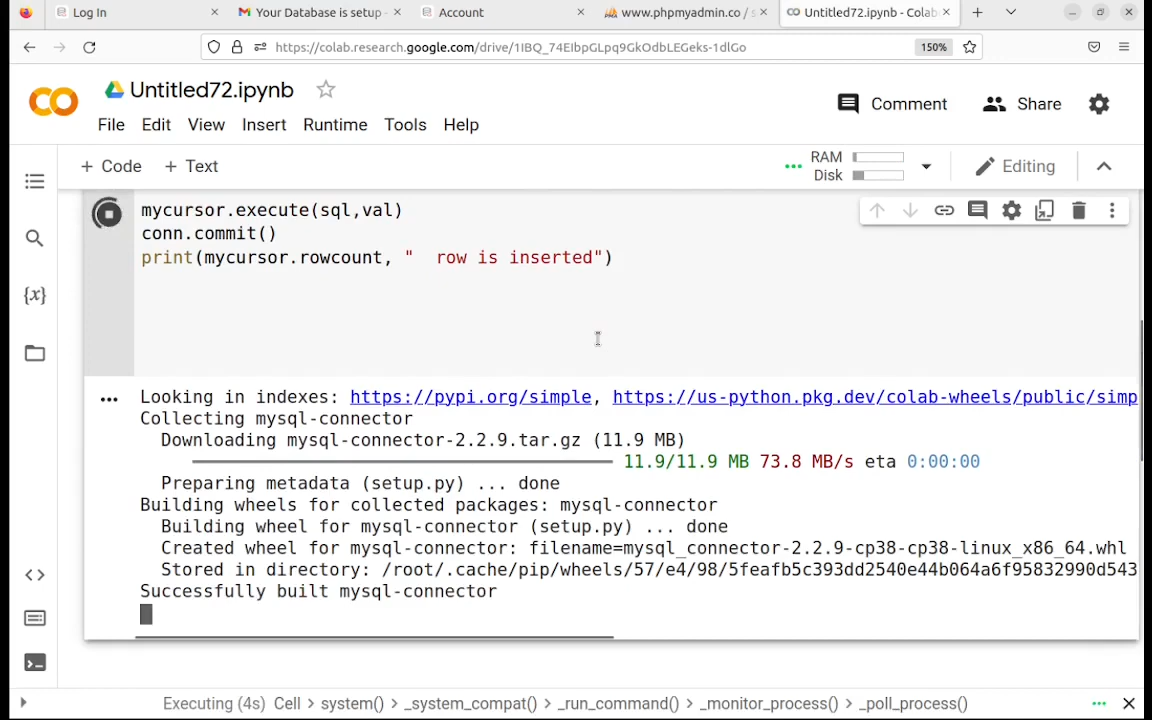 Log In
Your Database is setup -
Account
www.phpmyadmin.co / s
Untitled72.ipynb - Colab
https://colab.research.google.com/drive/1IBQ_74EIbpGLpq9GkOdbLEGeks-1dlGo
150%
Untitled72.ipynb
Comment
Share
File Edit View Insert Runtime Tools Help
+ Code + Text
RAM
Disk
Editing
mycursor.execute(sql,val)
conn.commit()
print(mycursor.rowcount, "  row is inserted")
{x}
Looking in indexes: https://pypi.org/simple, https://us-python.pkg.dev/colab-wheels/public/simp
Collecting mysql-connector
Downloading mysql-connector-2.2.9.tar.gz (11.9 MB)
11.9/11.9 MB 73.8 MB/s eta 0:00:00
Preparing metadata (setup.py) ... done
Building wheels for collected packages: mysql-connector
Building wheel for mysql-connector (setup.py) ... done
Created wheel for mysql-connector: filename=mysql_connector-2.2.9-cp38-cp38-linux_x86_64.whl
Stored in directory: /root/.cache/pip/wheels/57/e4/98/5feafb5c393dd2540e44b064a6f95832990d543
Successfully built mysql-connector
Executing (4s) Cell > system() > _system_compat() > _run_command() > _monitor_process() > _poll_process()